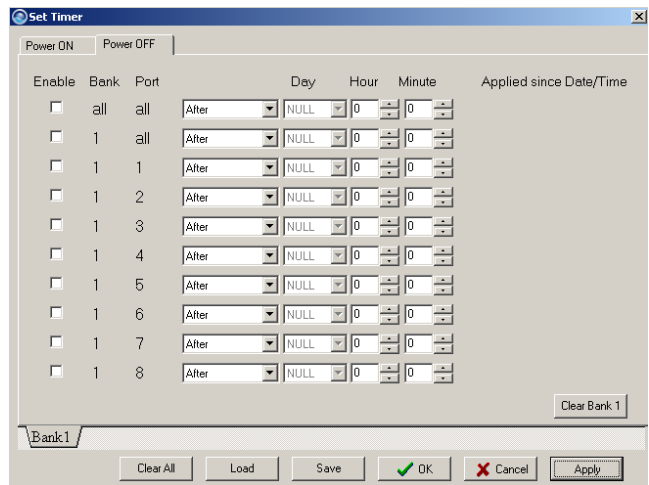 Set Timer
Power ON Power OFF
Enable Bank Port Day Hour Minute Applied since Date/Time
all all After NULL 0 0
1 all After NULL 0 0
1 1 After NULL 0 0
1 2 After NULL 0 0
1 3 After NULL 0 0
1 4 After NULL 0 0
1 5 After NULL 0 0
1 6 After NULL 0 0
1 7 After NULL 0 0
1 8 After NULL 0 0
Clear Bank 1
Bank1
Clear All Load Save OK Cancel Apply